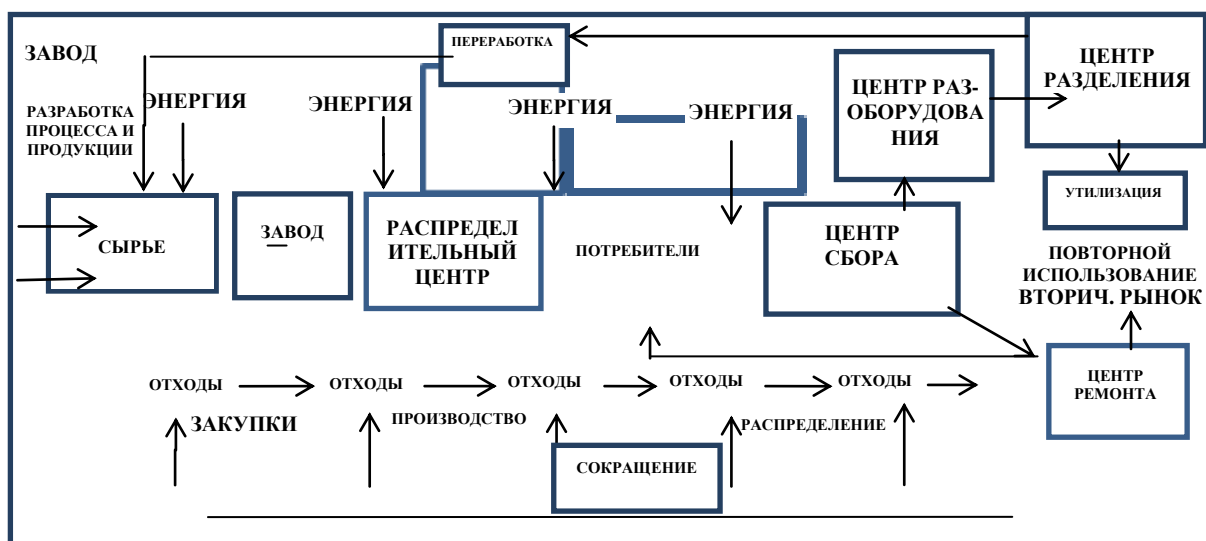 ЗАВОД
ПЕРЕРАБОТКА
ЦЕНТР
РАЗДЕЛЕНИЯ
РАЗРАБОТКА
ПРОЦЕССА И
ПРОДУКЦИИ
ЭНЕРГИЯ
ЭНЕРГИЯ
ЭНЕРГИЯ
ЭНЕРГИЯ
ЦЕНТР РАЗ-
ОБОРУДОВА
НИЯ
УТИЛИЗАЦИЯ
СЫРЬЕ
ЗАВОД
РАСПРЕДЕЛ
ИТЕЛЬНЫЙ
ЦЕНТР
ПОТРЕБИТЕЛИ
ЦЕНТР
СБОРА
ПОВТОРНОЙ
ИСПОЛЬЗОВАНИЕ
ВТОРИЧ. РЫНОК
ОТХОДЫ
ОТХОДЫ
ОТХОДЫ
ОТХОДЫ
ОТХОДЫ
ЦЕНТР
РЕМОНТА
ЗАКУПКИ
ПРОИЗВОДСТВО
РАСПРЕДЕЛЕНИЕ
СОКРАЩЕНИЕ